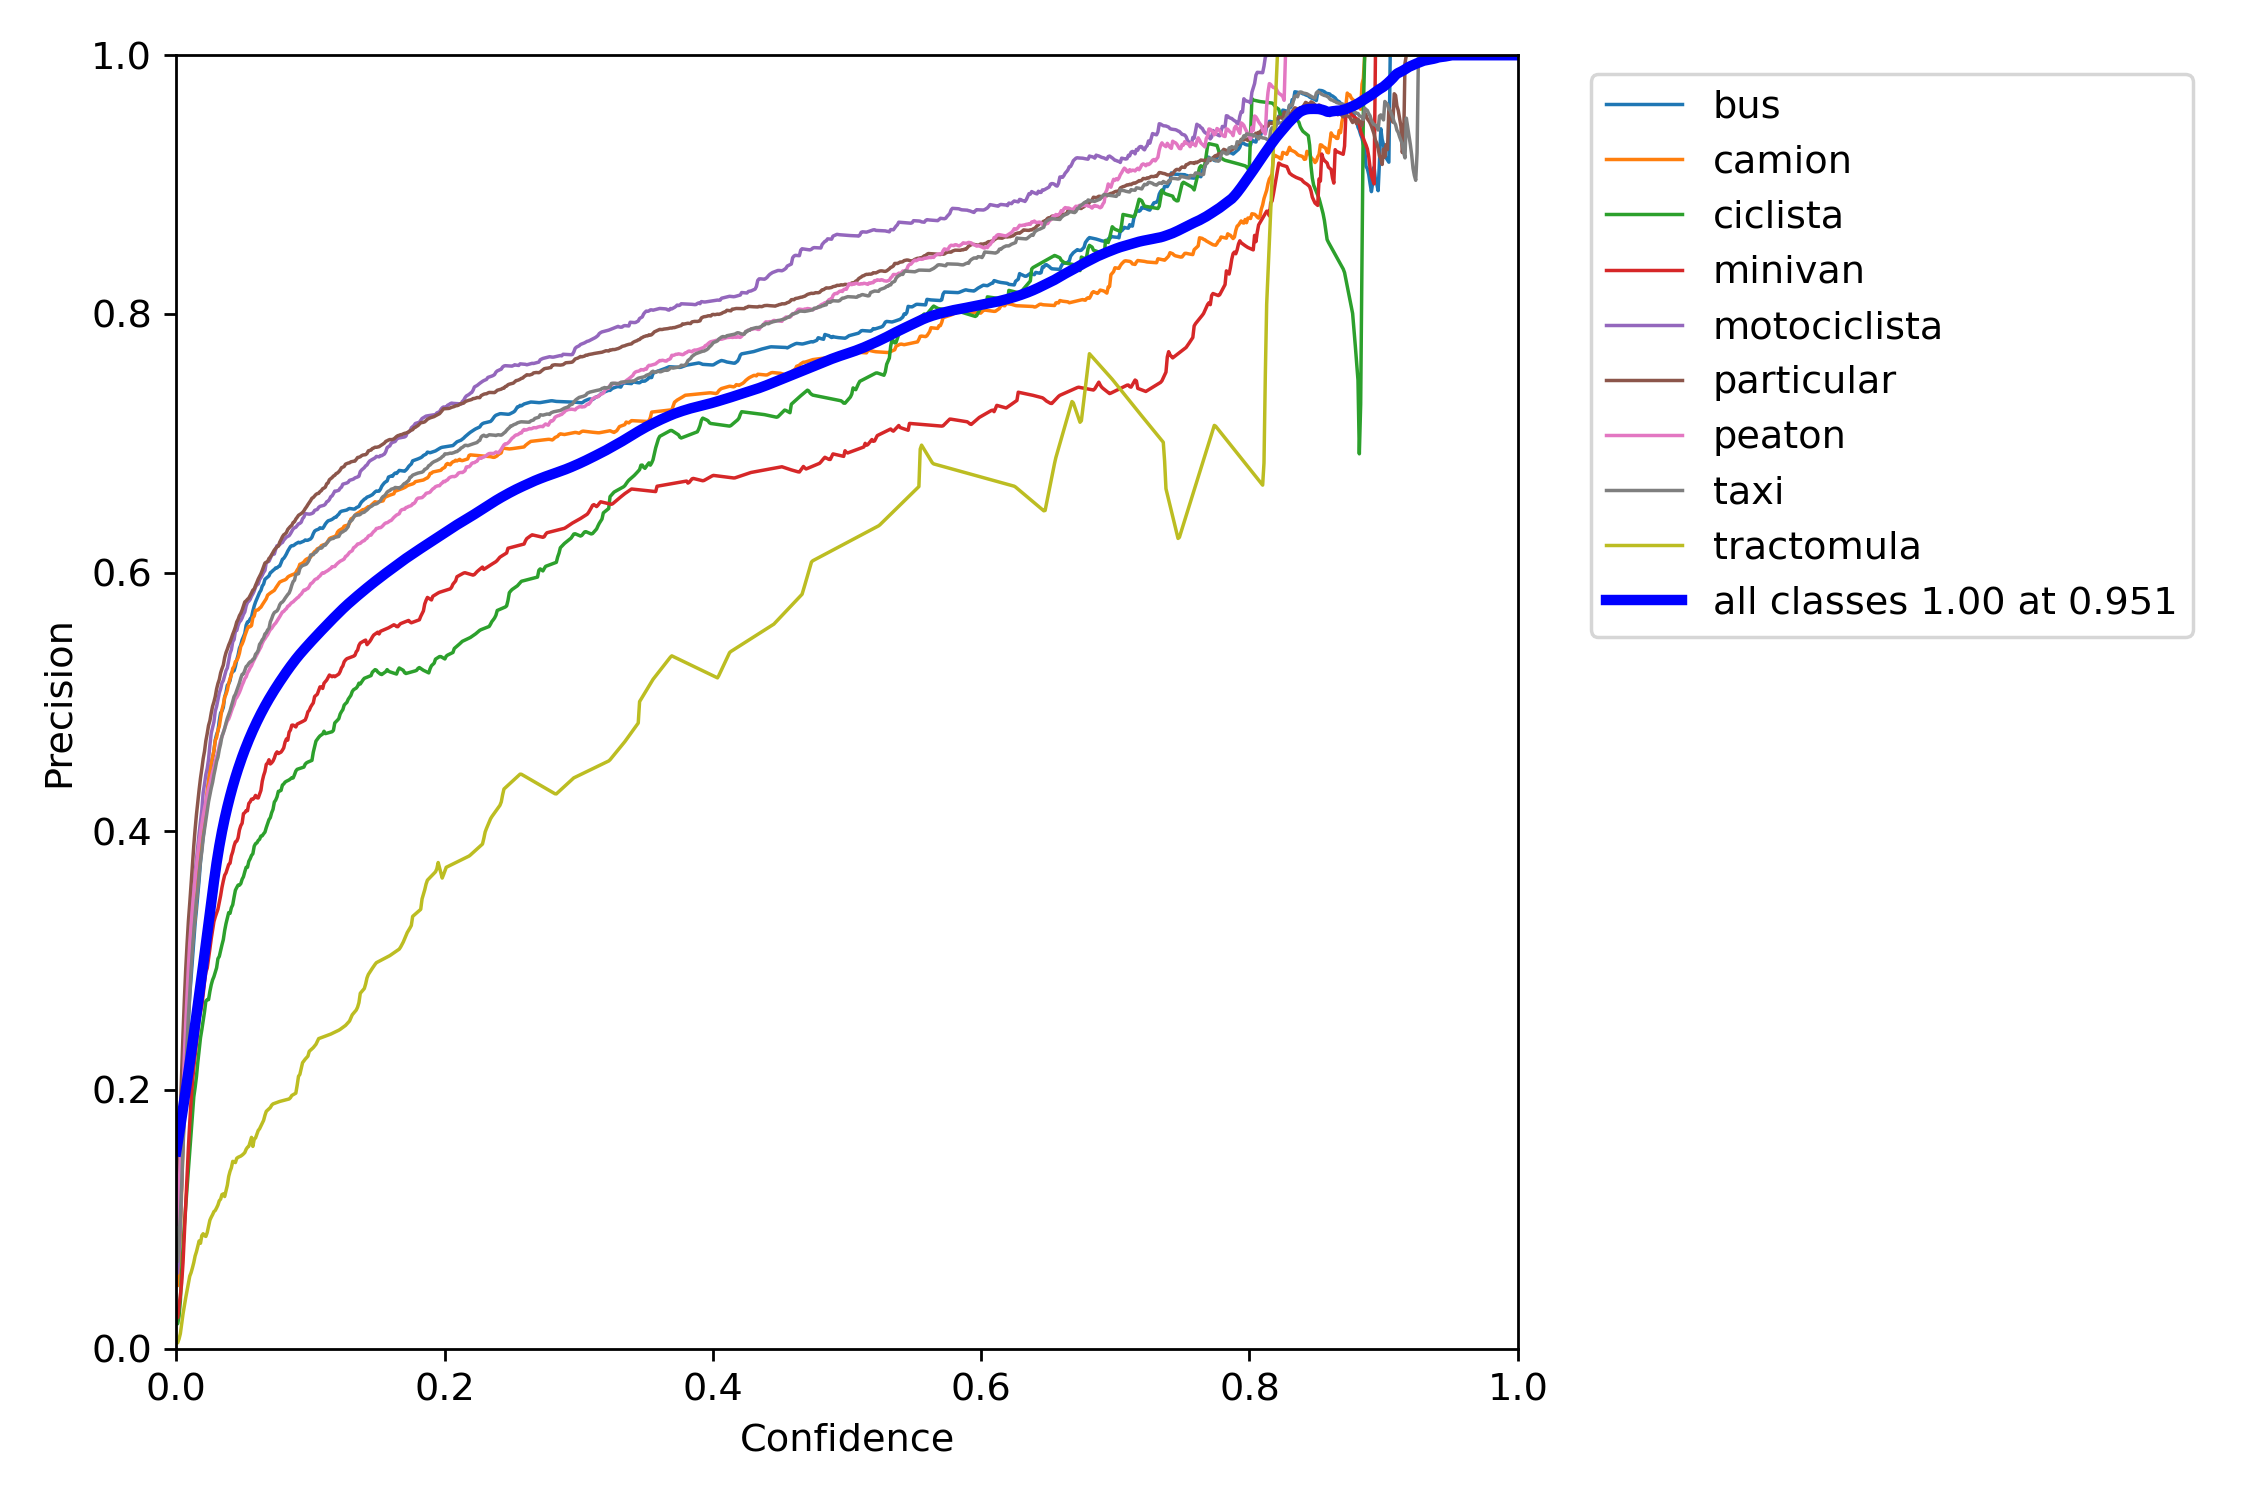 1.0
0.8
0.6
0.4
0.2
0.0
0.0 0.2 0.4 0.6 0.8 1.0
Precision
Confidence
bus
camion
ciclista
minivan
motociclista
particular
peaton
taxi
tractomula
all classes 1.00 at 0.951